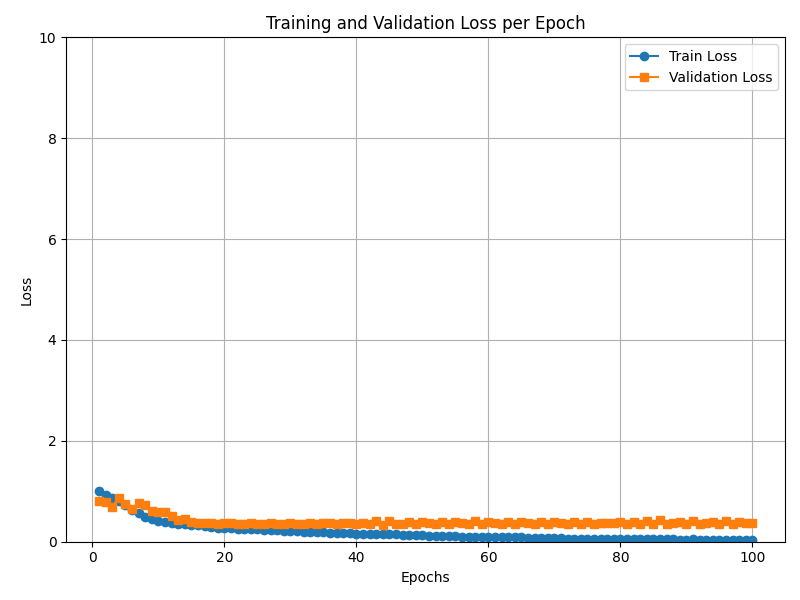 Training and Validation Loss per Epoch
Train Loss
Validation Loss
10
8
6
4
2
0
Loss
0 20 40 60 80 100
Epochs